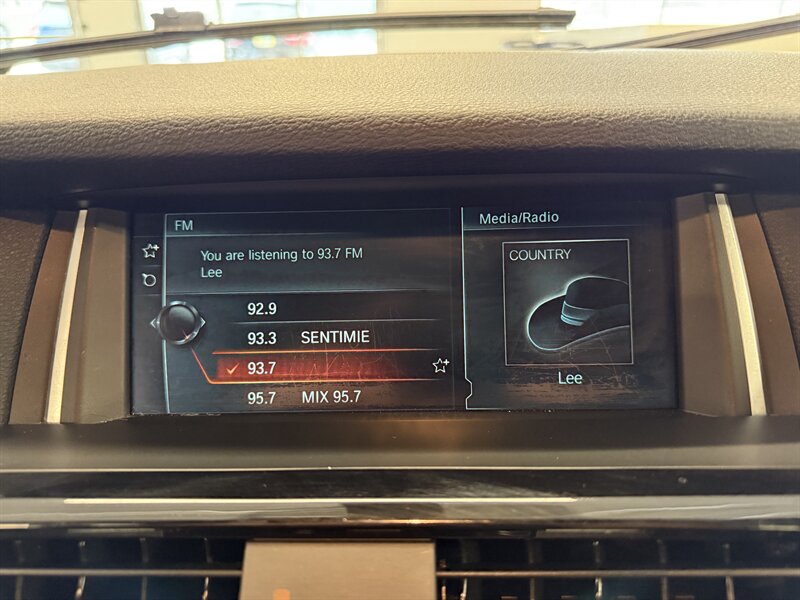 FM
You are listening to 93.7 FM
Lee
92.9
93.3 SENTIMIE
93.7
95.7 MIX 95.7
Media/Radio
COUNTRY
Lee